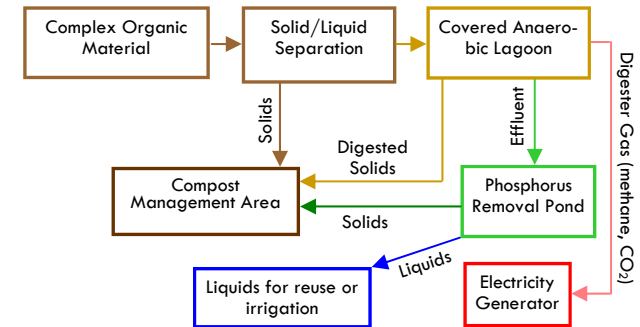 Complex Organic
Material
Solid/Liquid
Separation
Covered Anaero-
bic Lagoon
Solids
Digested
Solids
Effluent
Digester Gas (methane, CO₂)
Compost
Management Area
Phosphorus
Removal Pond
Solids
Liquids
Liquids for reuse or
irrigation
Electricity
Generator